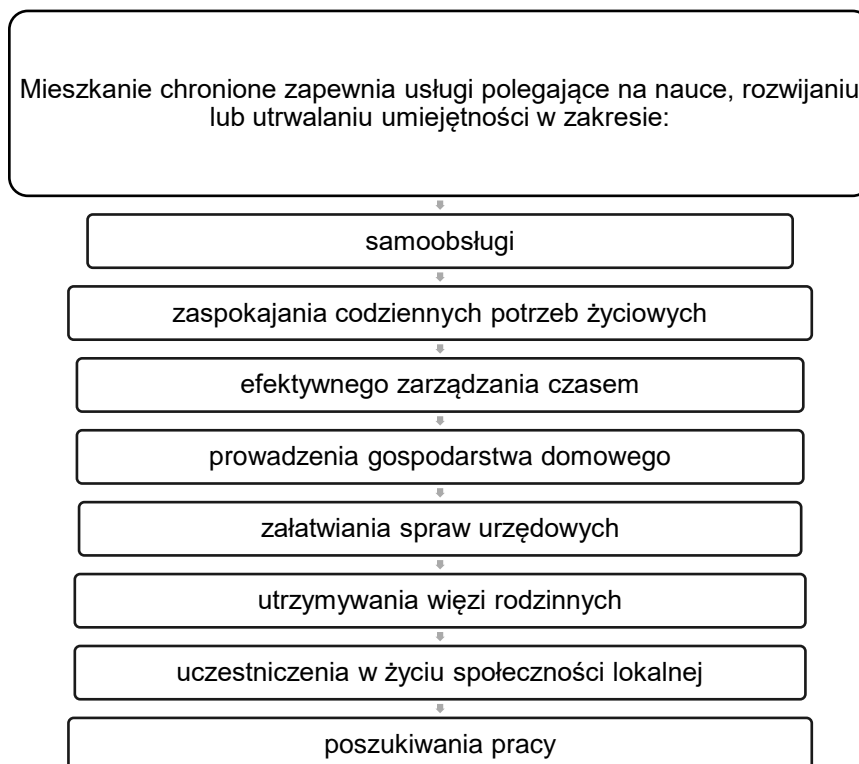 Mieszkanie chronione zapewnia usługi polegające na nauce, rozwijaniu
lub utrwalaniu umiejętności w zakresie:
samoobsługi
zaspokajania codziennych potrzeb życiowych
efektywnego zarządzania czasem
prowadzenia gospodarstwa domowego
załatwiania spraw urzędowych
utrzymywania więzi rodzinnych
uczestniczenia w życiu społeczności lokalnej
poszukiwania pracy